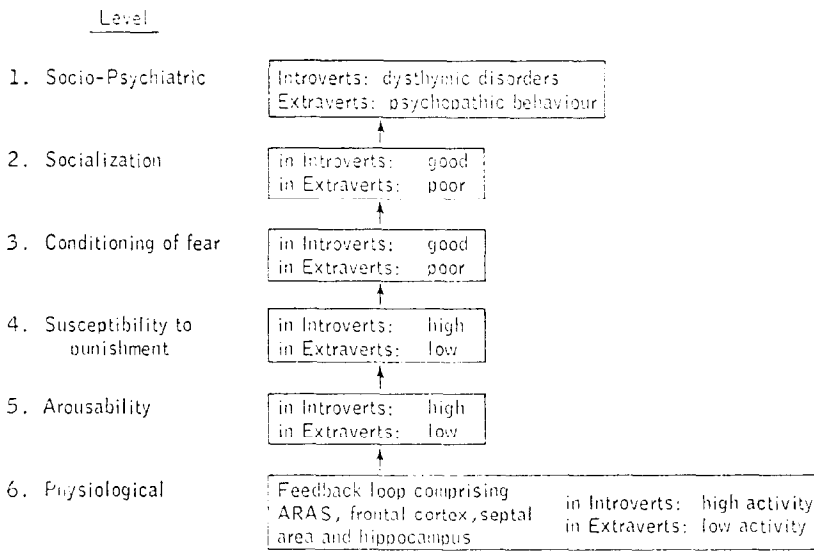 Level
1. Socio-Psychiatric
Introverts: dysthymic disorders
Extraverts: psychopathic behaviour
2. Socialization
in Introverts: good
in Extraverts: poor
3. Conditioning of fear
in Introverts: good
in Extraverts: poor
4. Susceptibility to
punishment
in Introverts: high
in Extraverts: low
5. Arousability
in Introverts: high
in Extraverts: low
6. Physiological
Feedback loop comprising
ARAS, frontal cortex, septal
area and hippocampus
in Introverts: high activity
in Extraverts: low activity